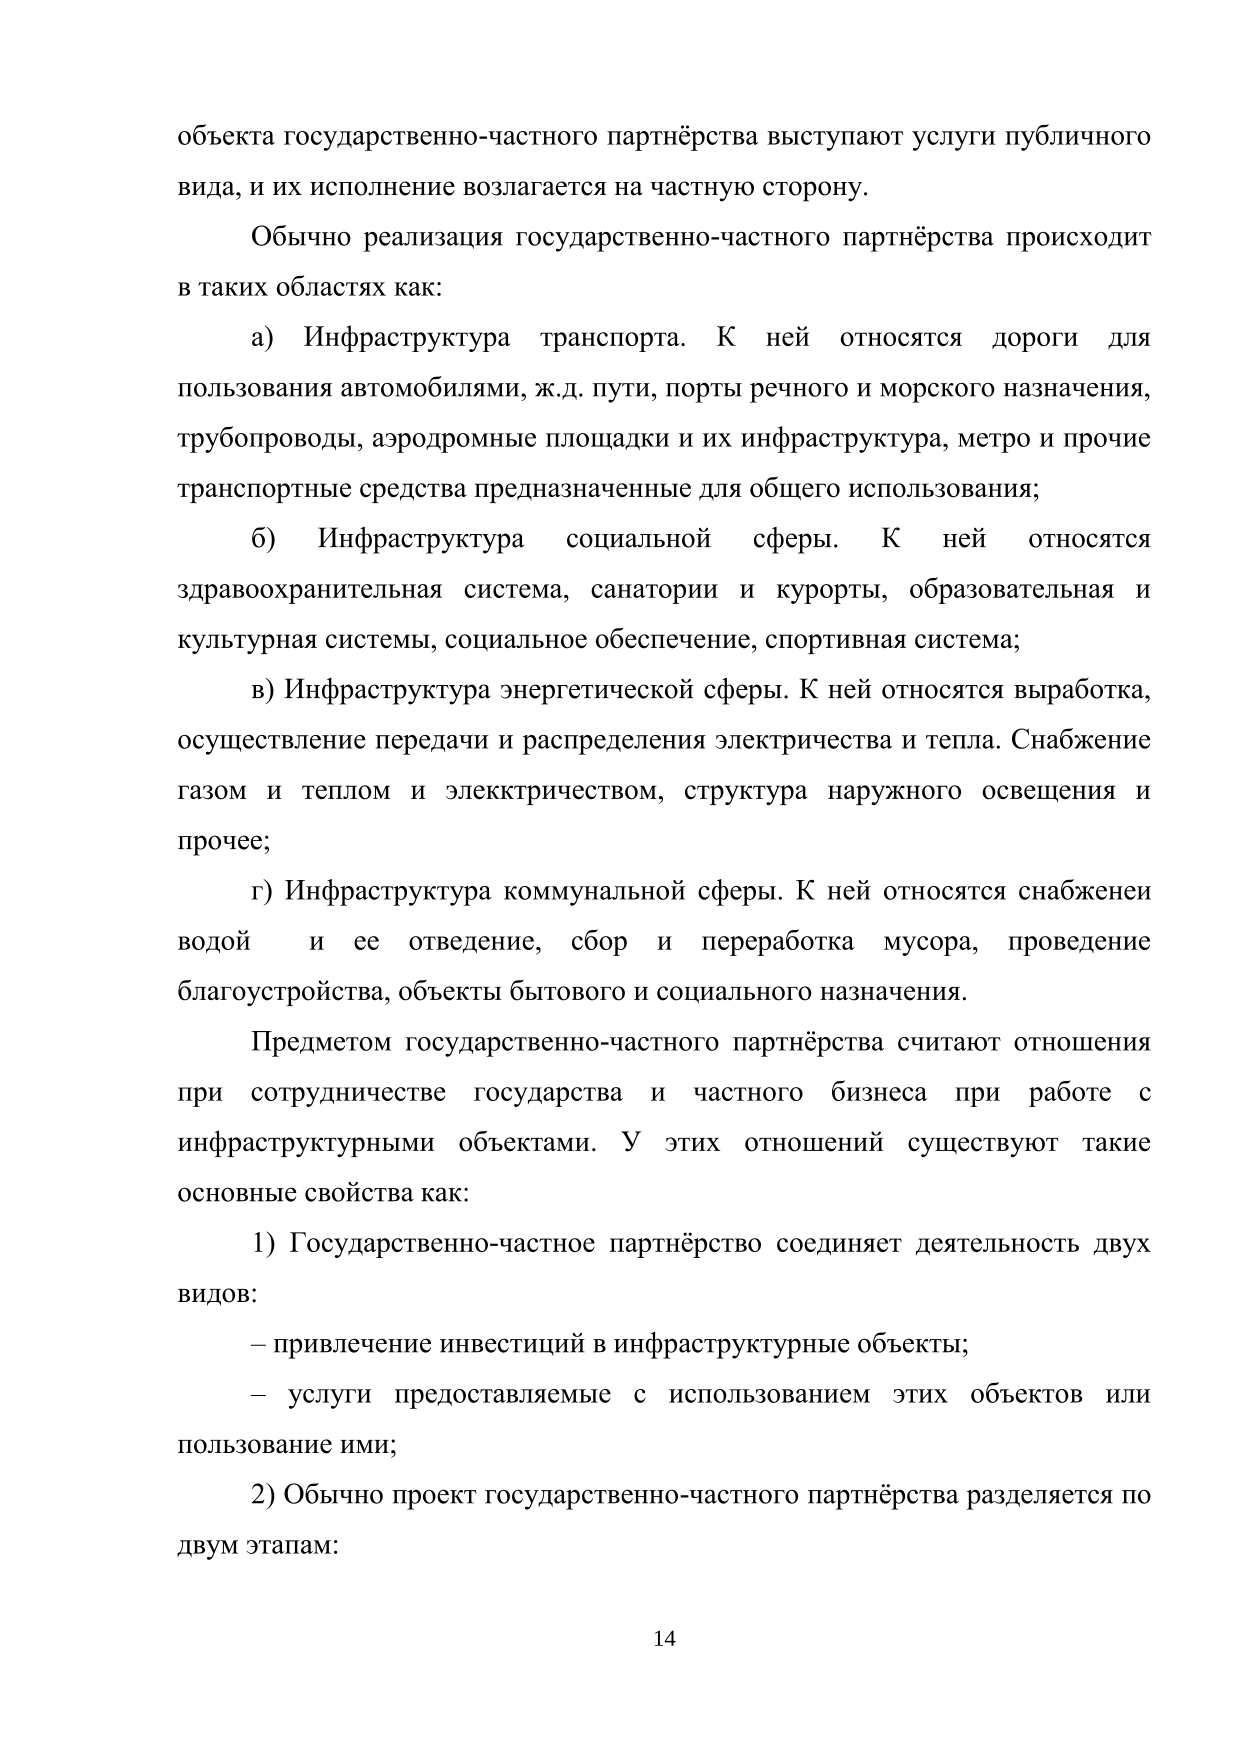 объекта государственно-частного партнёрства выступают услуги публичного
вида, и их исполнение возлагается на частную сторону.
Обычно реализация государственно-частного партнёрства происходит
в таких областях как:
а) Инфраструктура транспорта. К ней относятся дороги для
пользования автомобилями, ж.д. пути, порты речного и морского назначения,
трубопроводы, аэродромные площадки и их инфраструктура, метро и прочие
транспортные средства предназначенные для общего использования;
б) Инфраструктура социальной сферы. К ней относятся
здравоохранительная система, санатории и курорты, образовательная и
культурная системы, социальное обеспечение, спортивная система;
в) Инфраструктура энергетической сферы. К ней относятся выработка,
осуществление передачи и распределения электричества и тепла. Снабжение
газом и теплом и элекктричеством, структура наружного освещения и
прочее;
г) Инфраструктура коммунальной сферы. К ней относятся снабженеи
водой и ее отведение, сбор и переработка мусора, проведение
благоустройства, объекты бытового и социального назначения.
Предметом государственно-частного партнёрства считают отношения
при сотрудничестве государства и частного бизнеса при работе с
инфраструктурными объектами. У этих отношений существуют такие
основные свойства как:
1) Государственно-частное партнёрство соединяет деятельность двух
видов:
– привлечение инвестиций в инфраструктурные объекты;
– услуги предоставляемые с использованием этих объектов или
пользование ими;
2) Обычно проект государственно-частного партнёрства разделяется по
двум этапам:
14